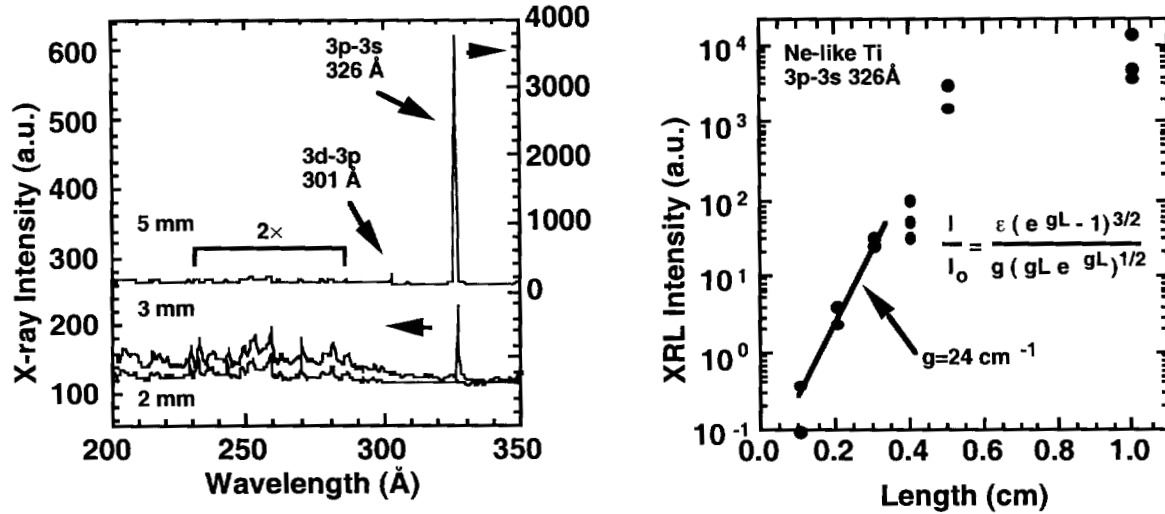 X-ray Intensity (a.u.)
600
500
400
300
200
100
4000
3000
2000
1000
0
3p-3s
326 Å
3d-3p
301 Å
5 mm
2×
3 mm
2 mm
200
250
300
350
Wavelength (Å)
XRL Intensity (a.u.)
10^4
10^3
10^2
10^1
10^0
10^-1
Ne-like Ti
3p-3s 326Å
I/I_o = ε ( e^gL - 1)^3/2 / g ( gL e^gL )^1/2
g=24 cm^-1
0.0
0.2
0.4
0.6
0.8
1.0
Length (cm)